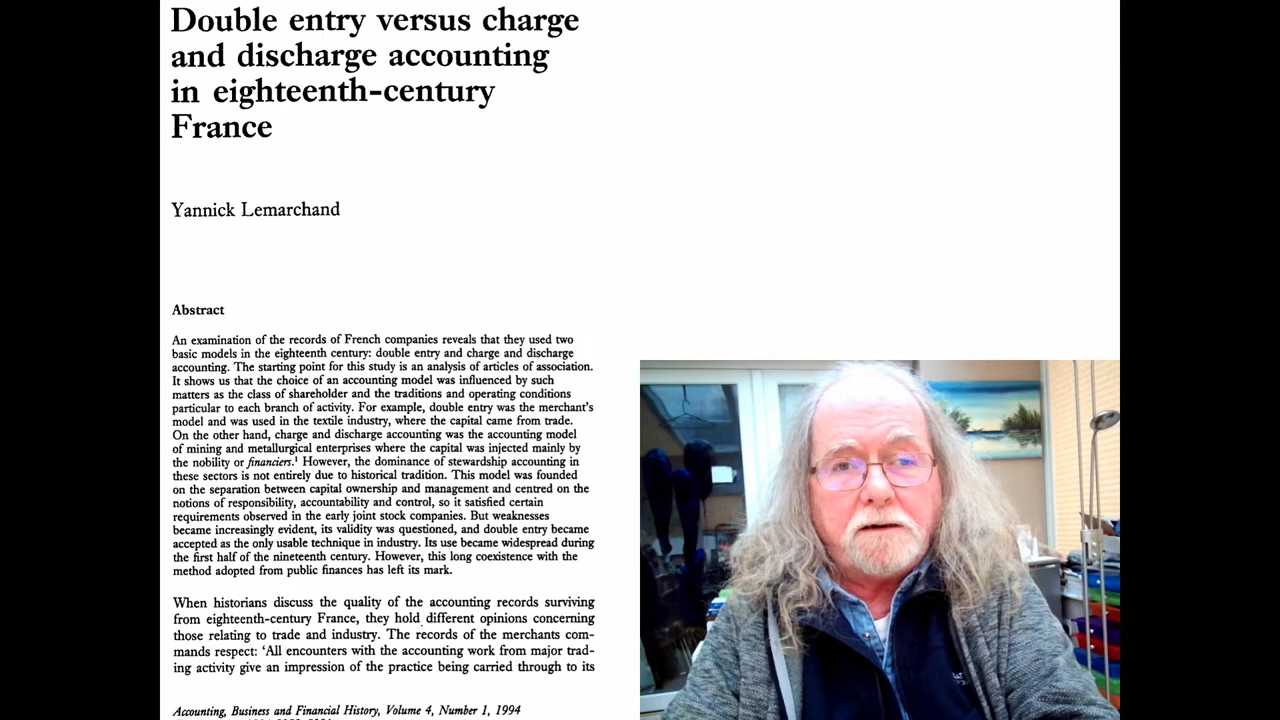 Double entry versus charge
and discharge accounting
in eighteenth-century
France
Yannick Lemarchand
Abstract
An examination of the records of French companies reveals that they used two
basic models in the eighteenth century: double entry and charge and discharge
accounting. The starting point for this study is an analysis of articles of association.
It shows us that the choice of an accounting model was influenced by such
matters as the class of shareholder and the traditions and operating conditions
particular to each branch of activity. For example, double entry was the merchant's
model and was used in the textile industry, where the capital came from trade.
On the other hand, charge and discharge accounting was the accounting model
of mining and metallurgical enterprises where the capital was injected mainly by
the nobility or financiers.¹ However, the dominance of stewardship accounting in
these sectors is not entirely due to historical tradition. This model was founded
on the separation between capital ownership and management and centred on the
notions of responsibility, accountability and control, so it satisfied certain
requirements observed in the early joint stock companies. But weaknesses
became increasingly evident, its validity was questioned, and double entry became
accepted as the only usable technique in industry. Its use became widespread during
the first half of the nineteenth century. However, this long coexistence with the
method adopted from public finances has left its mark.
When historians discuss the quality of the accounting records surviving
from eighteenth-century France, they hold different opinions concerning
those relating to trade and industry. The records of the merchants com-
mands respect: 'All encounters with the accounting work from major trad-
ing activity give an impression of the practice being carried through to its
Accounting, Business and Financial History, Volume 4, Number 1, 1994